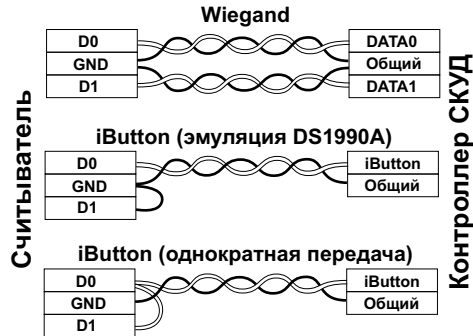 Wiegand
D0 DATA0
GND Общий
D1 DATA1
iButton (эмуляция DS1990A)
D0 iButton
GND Общий
D1
iButton (однократная передача)
D0 iButton
GND Общий
D1
Считыватель
Контроллер СКУД